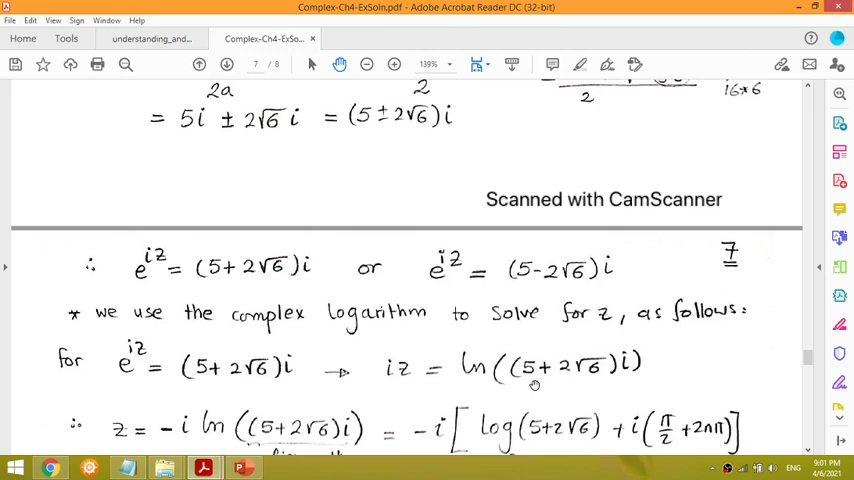 Complex-Ch4-ExSoln.pdf - Adobe Acrobat Reader DC (32-bit)
File Edit View Sign Window Help
Home Tools understanding_and... Complex-Ch4-ExSo... ×
7 / 8 139%
2a 2 2 16*6
= 5i ± 2√6 i = (5 ± 2√6) i
Scanned with CamScanner
7
∴ e^{iz} = (5+2√6) i or e^{iz} = (5-2√6) i
* we use the complex logarithm to solve for z, as follows:
for e^{iz} = (5+2√6) i → iz = ln((5+2√6) i)
∴ z = -i ln((5+2√6) i) = -i [log(5+2√6) + i(π/2 + 2nπ)]
9:01 PM
4/6/2021